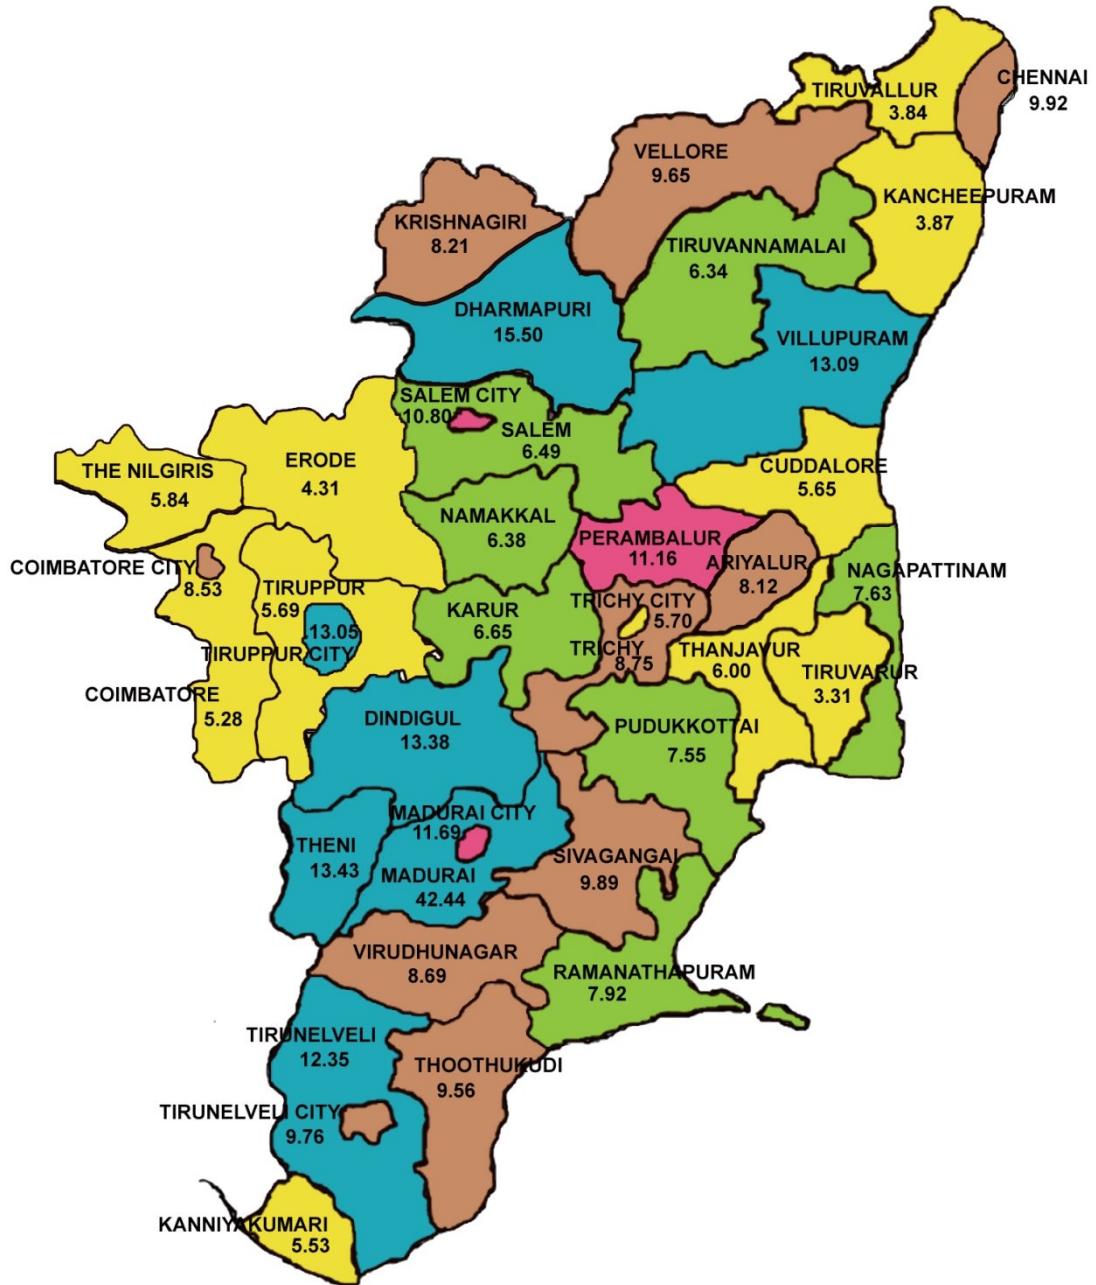 CHENNAI
9.92
TIRUVALLUR
3.84
VELLORE
9.65
KANCHEEPURAM
3.87
KRISHNAGIRI
8.21
TIRUVANNAMALAI
6.34
DHARMAPURI
15.50
VILLUPURAM
13.09
SALEM CITY
10.80
SALEM
6.49
CUDDALORE
5.65
ERODE
4.31
THE NILGIRIS
5.84
NAMAKKAL
6.38
PERAMBALUR
11.16
ARIYALUR
8.12
NAGAPATTINAM
7.63
COIMBATORE CITY
8.53
TIRUPPUR
5.69
13.05
TIRUPPUR CITY
KARUR
6.65
TRICHY CITY
5.70
TRICHY
8.75
THANJAVUR
6.00
TIRUVARUR
3.31
COIMBATORE
5.28
DINDIGUL
13.38
PUDUKKOTTAI
7.55
MADURAI CITY
11.69
THENI
13.43
MADURAI
42.44
SIVAGANGAI
9.89
VIRUDHUNAGAR
8.69
RAMANATHAPURAM
7.92
TIRUNELVELI
12.35
THOOTHUKUDI
9.56
TIRUNELVELI CITY
9.76
KANNIYAKUMARI
5.53